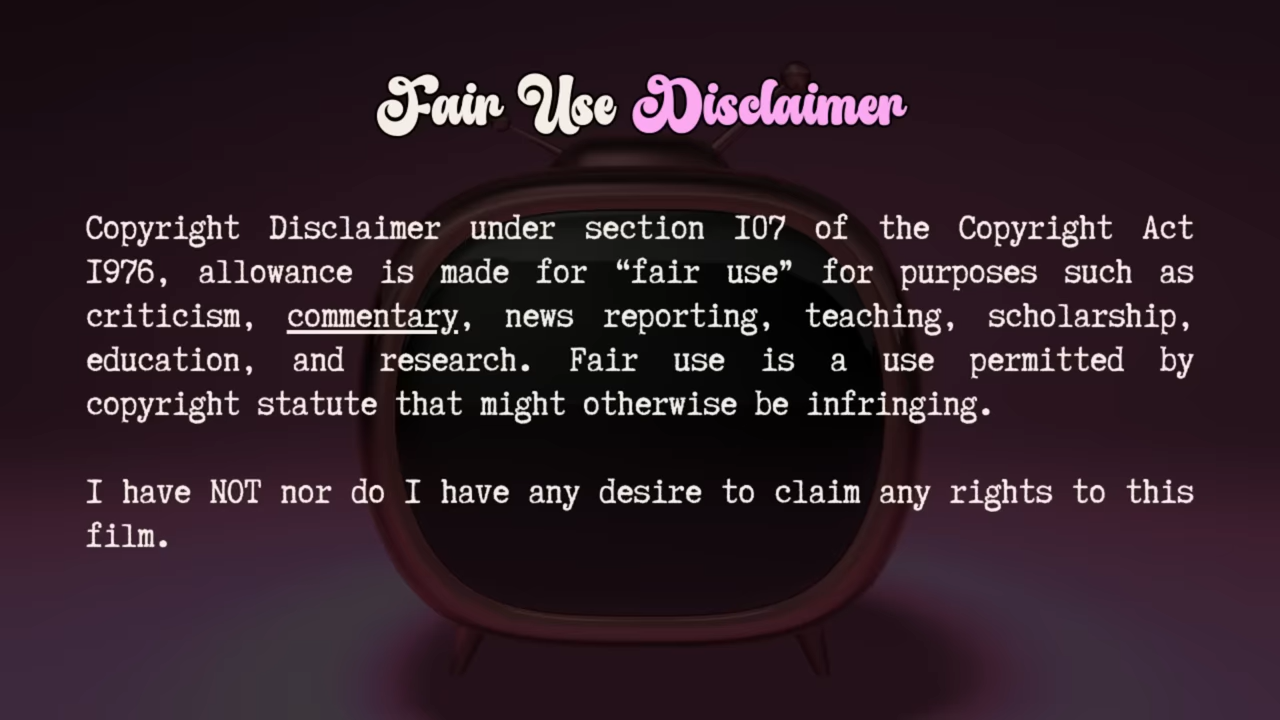 Fair Use Disclaimer
Copyright Disclaimer under section 107 of the Copyright Act
1976, allowance is made for “fair use” for purposes such as
criticism, commentary, news reporting, teaching, scholarship,
education, and research. Fair use is a use permitted by
copyright statute that might otherwise be infringing.
I have NOT nor do I have any desire to claim any rights to this
film.